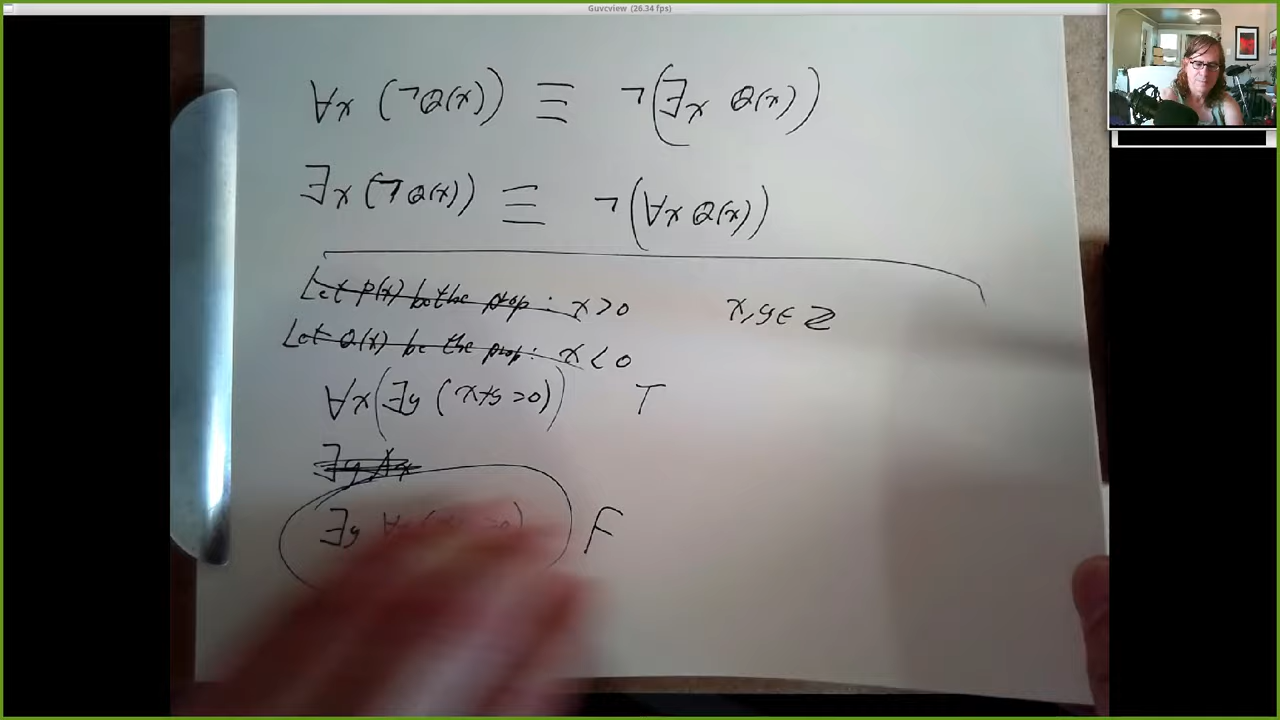 Guvcview (26.34 fps)
∀x (¬Q(x)) ≡ ¬(∃x Q(x))
∃x (¬Q(x)) ≡ ¬(∀x Q(x))
Let P(x) be the prop: x > 0 x, y ∈ ℤ
Let Q(x) be the prop: x < 0
∀x(∃y (x+y=0)) T
∃y ∀x
∃y F